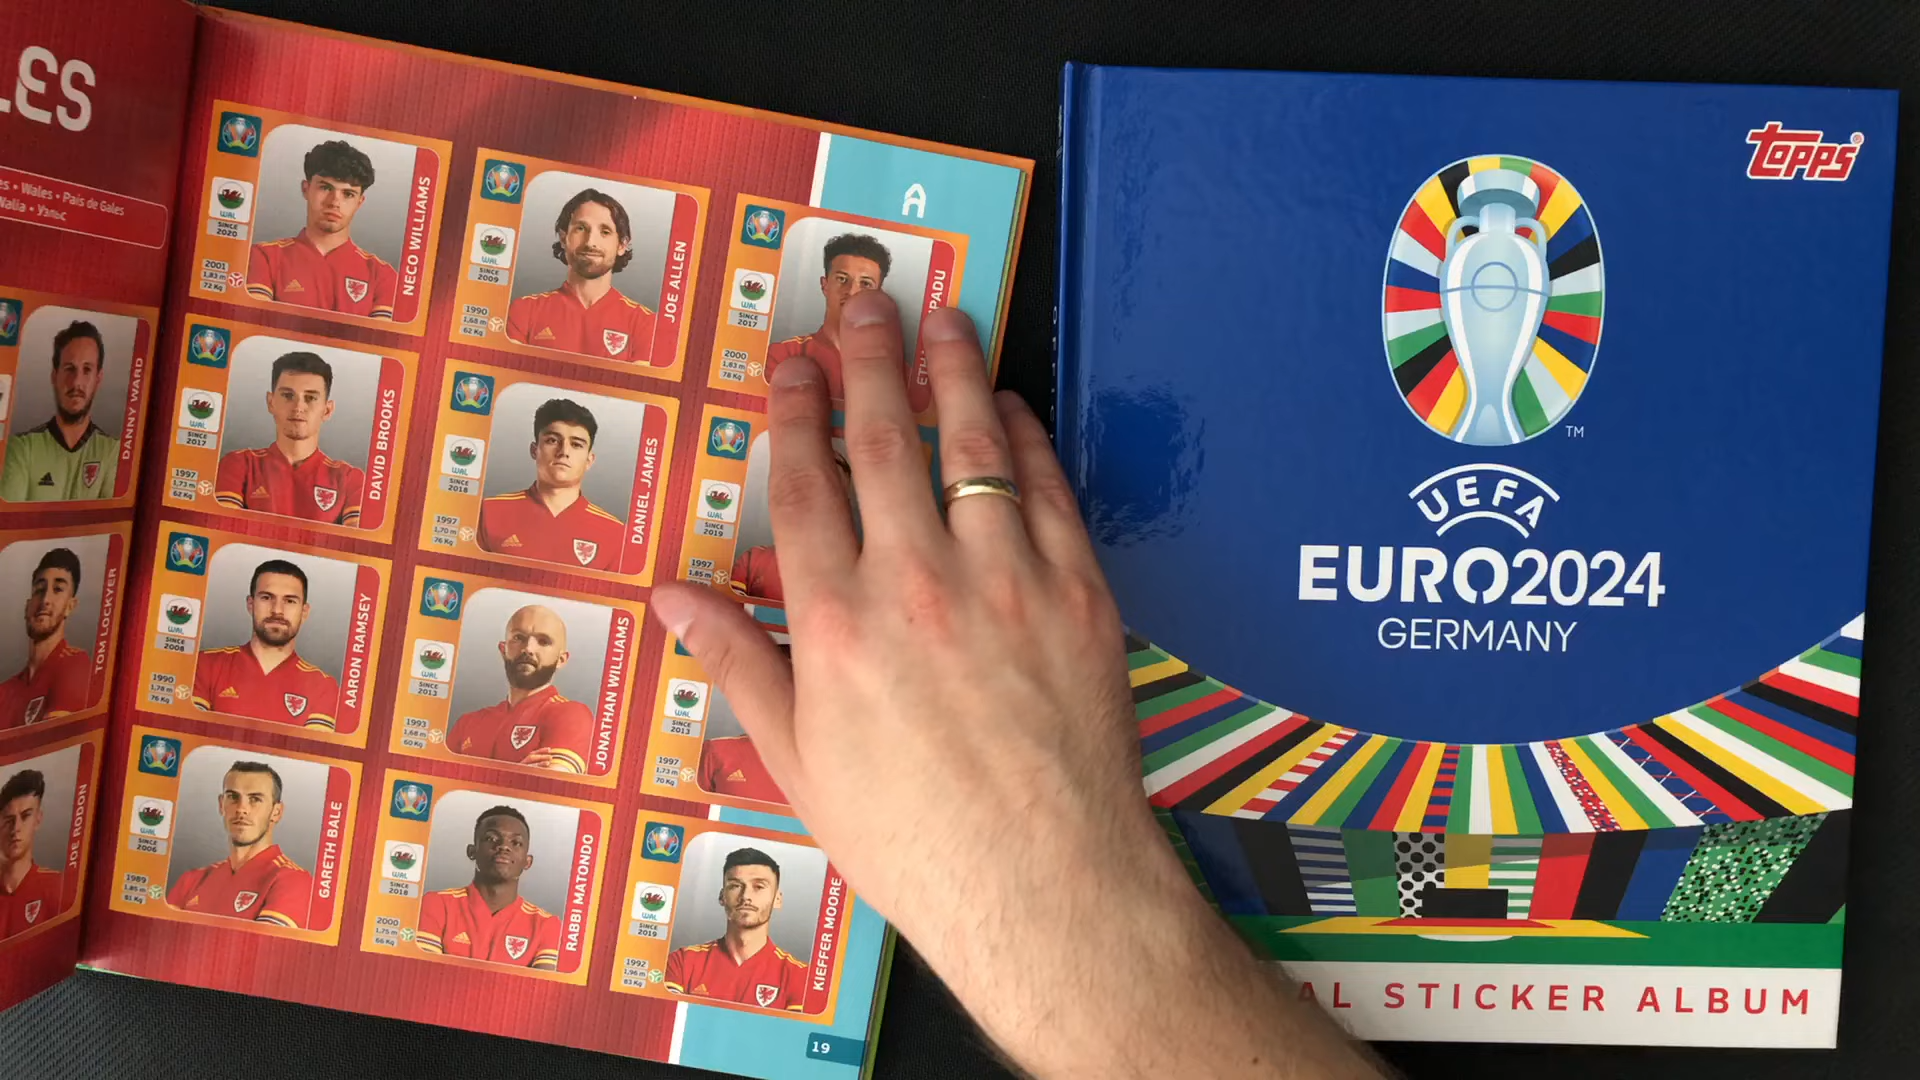 LES
es • Wales • País de Gales
Walia • Уэльс
DANNY WARD
TOM LOCKYER
JOE RODON
WAL
SINCE
2020
2001
1,83 m
72 Kg
NECO WILLIAMS
WAL
SINCE
2009
1990
1,68 m
62 Kg
JOE ALLEN
A
WAL
SINCE
2017
2000
1,83 m
78 Kg
ETHA
PADU
WAL
SINCE
2017
1997
1,73 m
62 Kg
DAVID BROOKS
WAL
SINCE
2018
1997
1,70 m
76 Kg
DANIEL JAMES
WAL
SINCE
2019
1997
1,85 m
WAL
SINCE
2008
1990
1,78 m
76 Kg
AARON RAMSEY
WAL
SINCE
2013
1993
1,68 m
60 Kg
JONATHAN WILLIAMS
WAL
SINCE
2013
1997
1,73 m
70 Kg
WAL
SINCE
2006
1989
1,85 m
81 Kg
GARETH BALE
WAL
SINCE
2018
2000
1,75 m
66 Kg
RABBI MATONDO
WAL
SINCE
2019
1992
1,96 m
83 Kg
KIEFFER MOORE
19
topps®
TM
UEFA
EURO2024
GERMANY
AL STICKER ALBUM